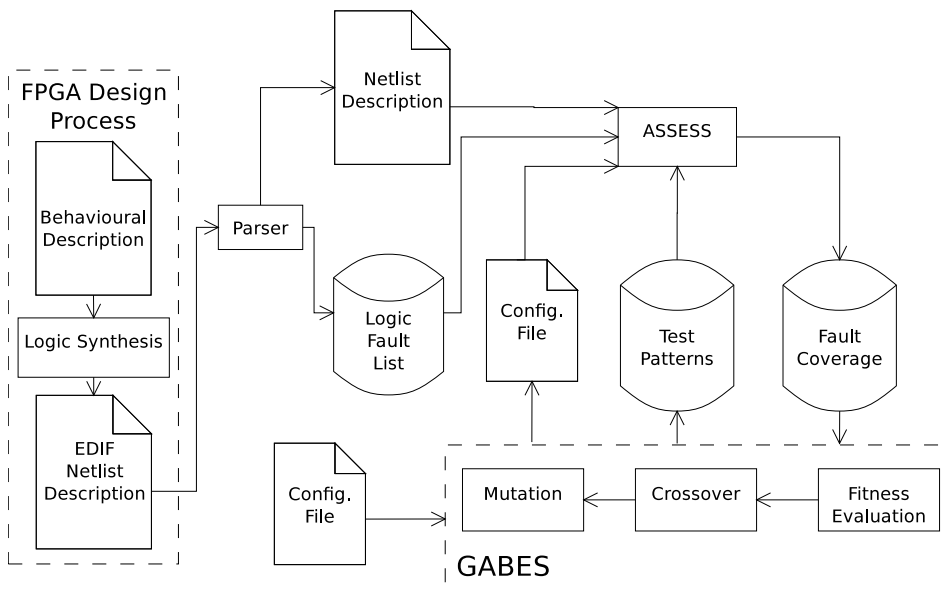 FPGA Design
Process
Behavioural
Description
Logic Synthesis
EDIF
Netlist
Description
Parser
Netlist
Description
Logic
Fault
List
ASSESS
Config.
File
Test
Patterns
Fault
Coverage
Config.
File
Mutation
Crossover
Fitness
Evaluation
GABES